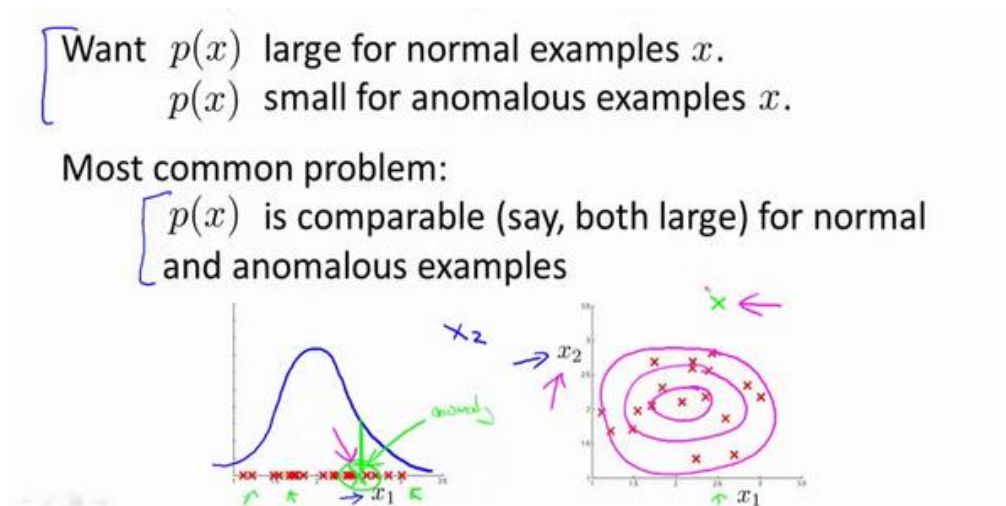 Want p(x) large for normal examples x.
p(x) small for anomalous examples x.
Most common problem:
p(x) is comparable (say, both large) for normal
and anomalous examples
x2
anomaly
x1
x2
x1